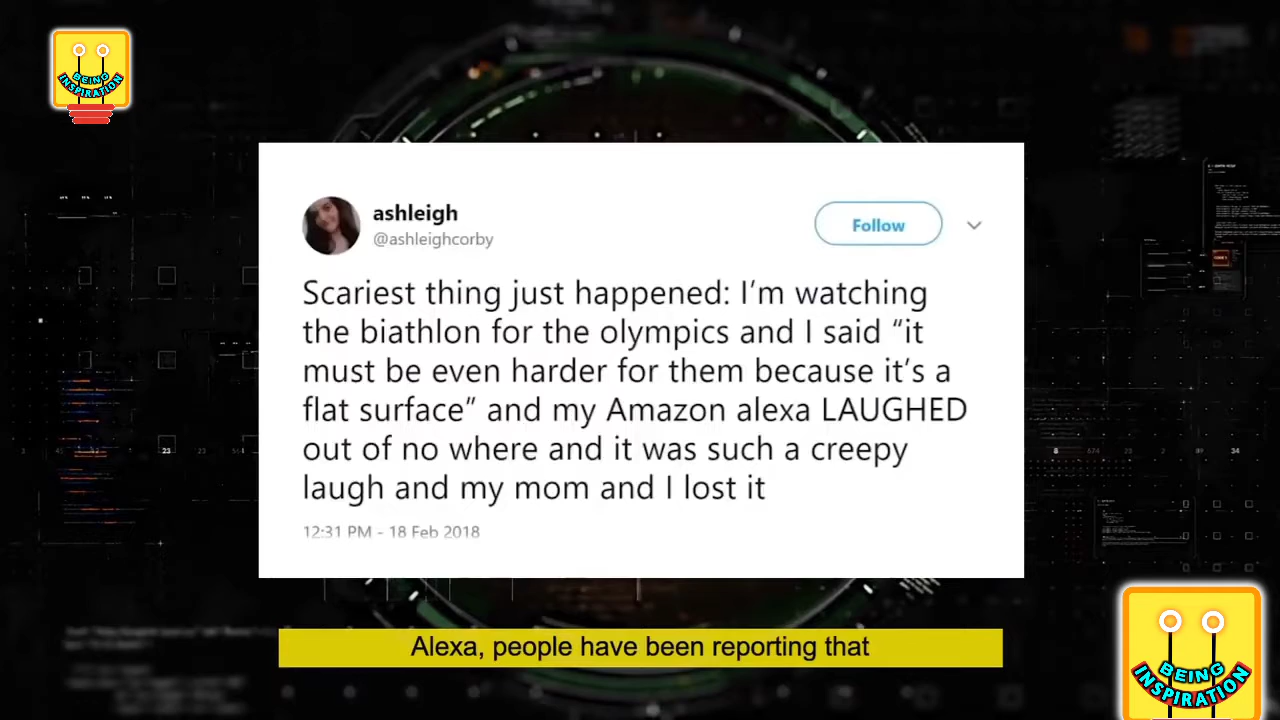 BEING
INSPIRATION
ashleigh
@ashleighcorby
Follow
Scariest thing just happened: I’m watching
the biathlon for the olympics and I said “it
must be even harder for them because it’s a
flat surface” and my Amazon alexa LAUGHED
out of no where and it was such a creepy
laugh and my mom and I lost it
12:31 PM - 18 Feb 2018
23
34
Alexa, people have been reporting that
BEING
INSPIRATION